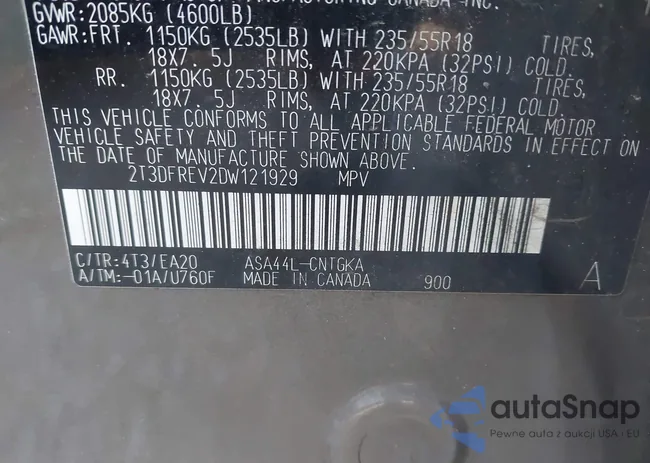 MANUFACTURING CANADA INC.
GVWR:2085KG (4600LB)
GAWR:FRT. 1150KG (2535LB) WITH 235/55R18 TIRES,
18X7. 5J RIMS, AT 220KPA (32PSI) COLD.
RR. 1150KG (2535LB) WITH 235/55R18 TIRES,
18X7. 5J RIMS, AT 220KPA (32PSI) COLD.
THIS VEHICLE CONFORMS TO ALL APPLICABLE FEDERAL MOTOR
VEHICLE SAFETY AND THEFT PREVENTION STANDARDS IN EFFECT ON
THE DATE OF MANUFACTURE SHOWN ABOVE.
2T3DFREV2DW121929 MPV
C/TR:4T3/EA20 ASA44L-CNTGKA
A/TM:-01A/U760F MADE IN CANADA 900 A
autaSnap
Pewne auta z aukcji USA - EU